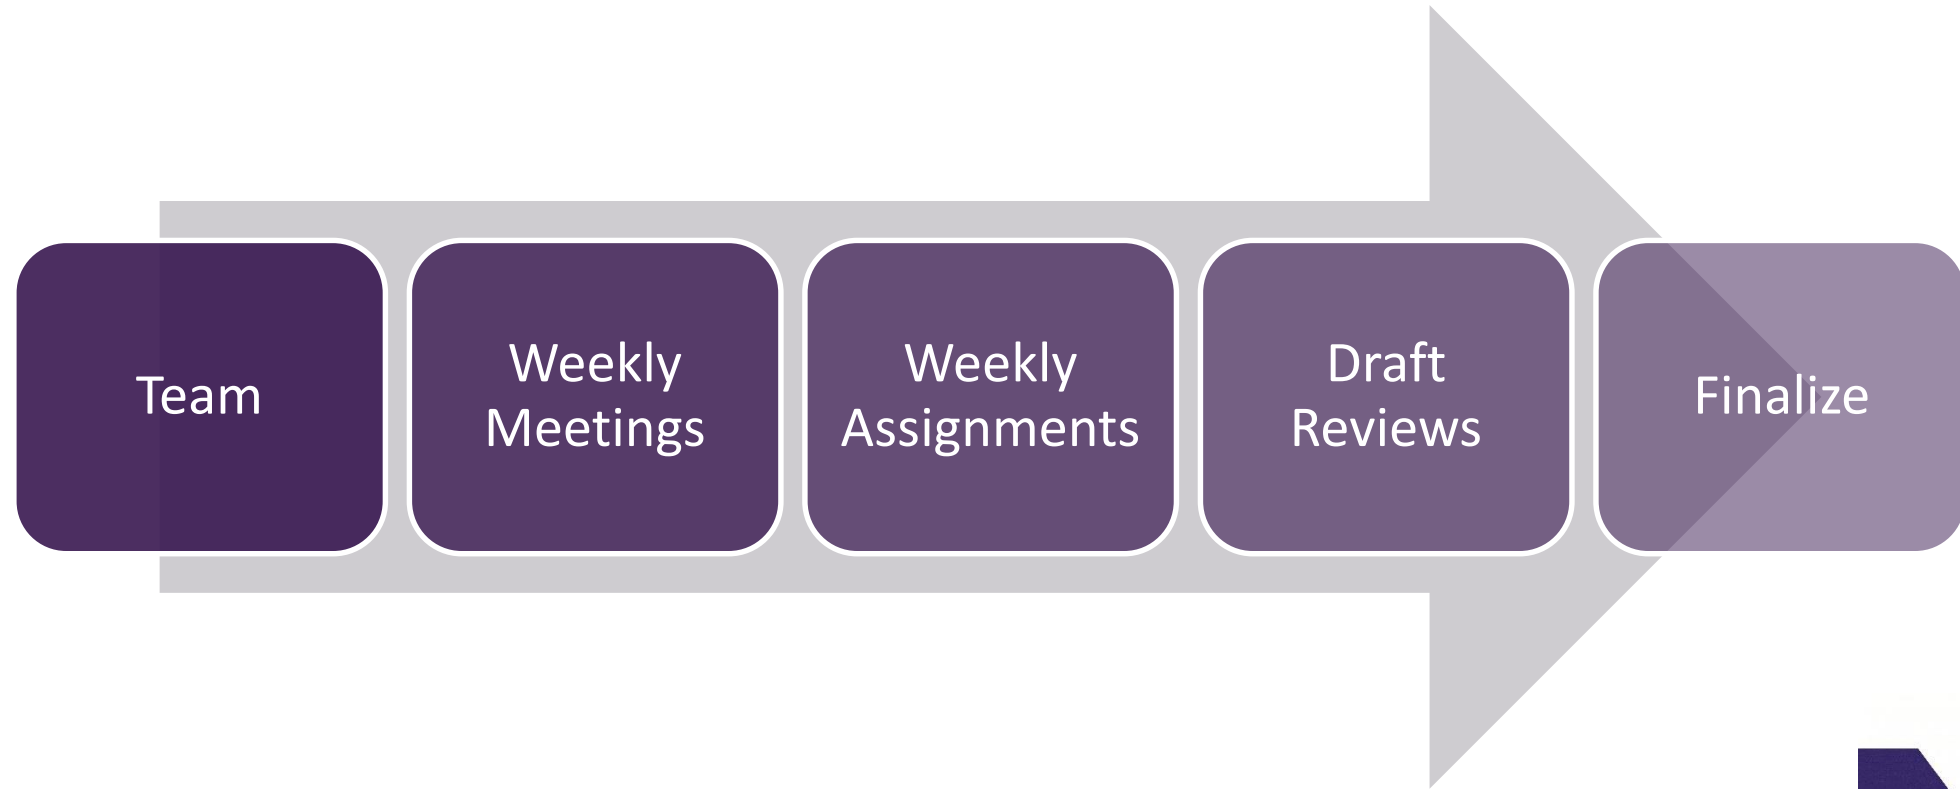 Team
Weekly
Meetings
Weekly
Assignments
Draft
Reviews
Finalize